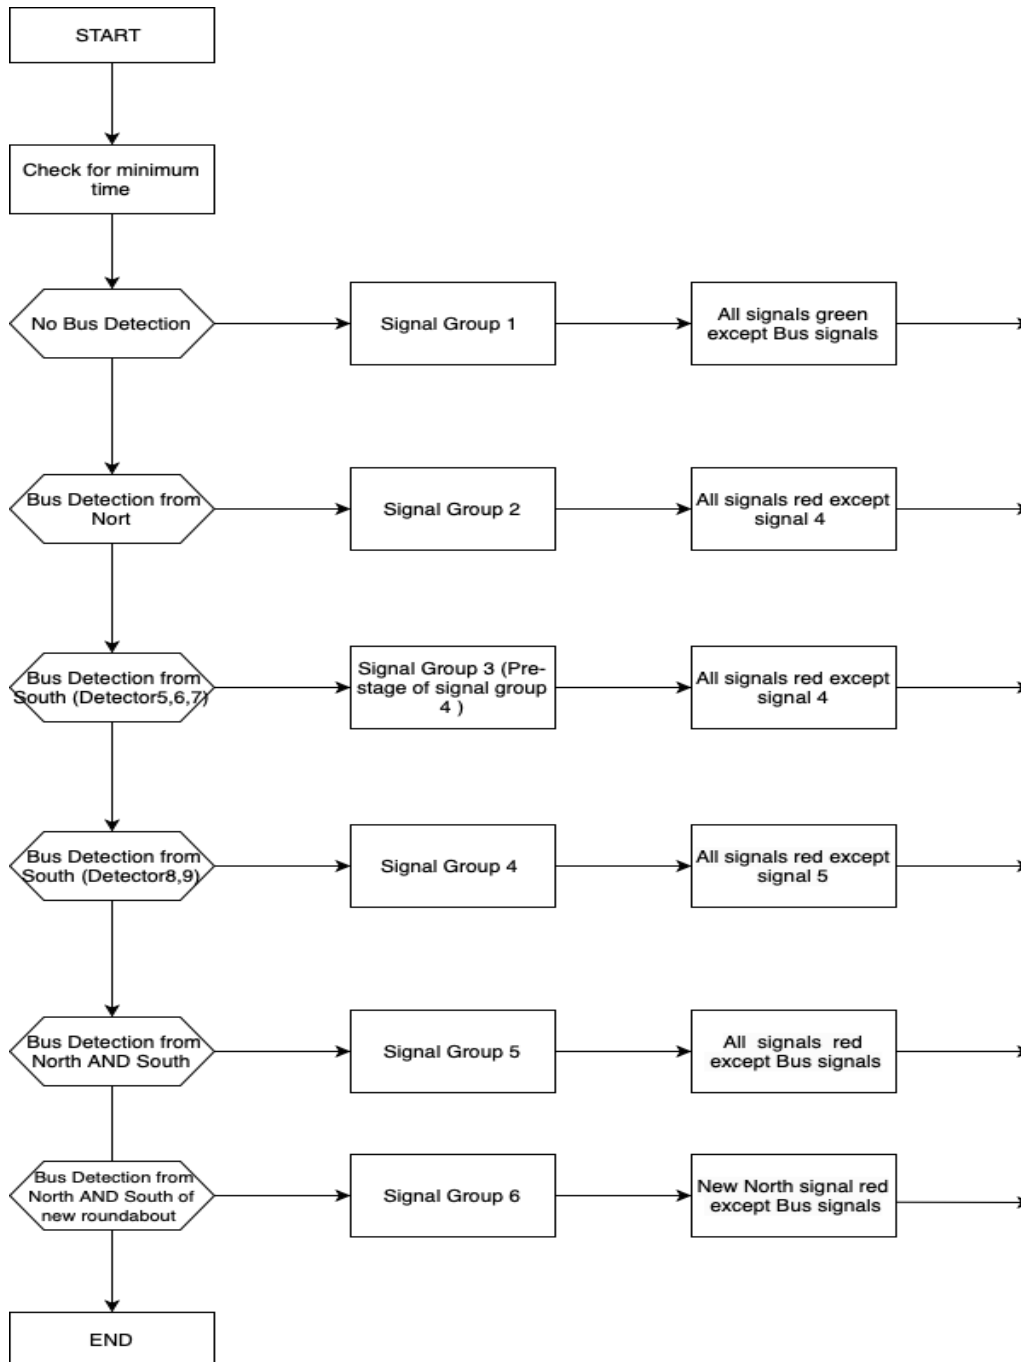 START
Check for minimum
time
No Bus Detection
Signal Group 1
All signals green
except Bus signals
Bus Detection from
Nort
Signal Group 2
All signals red except
signal 4
Bus Detection from
South (Detector5,6,7)
Signal Group 3 (Pre-
stage of signal group
4 )
All signals red except
signal 4
Bus Detection from
South (Detector8,9)
Signal Group 4
All signals red except
signal 5
Bus Detection from
North AND South
Signal Group 5
All signals red
except Bus signals
Bus Detection from
North AND South of
new roundabout
Signal Group 6
New North signal red
except Bus signals
END